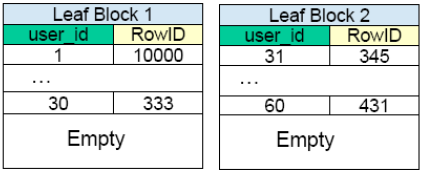 Leaf Block 1
user_id RowID
1 10000
...
30 333
Empty
Leaf Block 2
user_id RowID
31 345
...
60 431
Empty